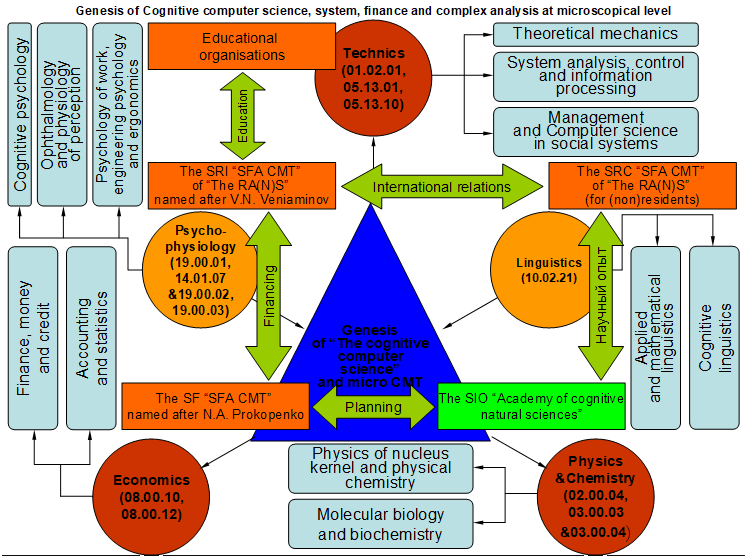 Genesis of Cognitive computer science, system, finance and complex analysis at microscopical level
Cognitive psychology
Ophthalmology
and physiology
of perception
Psychology of work,
engineering psychology
and ergonomics
Educational
organisations
Technics
(01.02.01,
05.13.01,
05.13.10)
Theoretical mechanics
System analysis, control
and information
processing
Management
and Computer science
in social systems
Education
The SRI “SFA CMT”
of “The RA(N)S”
named after V.N. Veniaminov
International relations
The SRC “SFA CMT”
of “The RA(N)S”
(for (non)residents)
Psycho-
physiology
(19.00.01,
14.01.07
&19.00.02,
19.00.03)
Linguistics
(10.02.21)
Financing
Научный опыт
Finance, money
and credit
Accounting
and statistics
Applied
and mathematical
linguistics
Cognitive
linguistics
Genesis
of “The cognitive
computer
science”
and micro CMT
The SF “SFA CMT”
named after N.A. Prokopenko
Planning
The SIO “Academy of cognitive
natural sciences”
Economics
(08.00.10,
08.00.12)
Physics of nucleus
kernel and physical
chemistry
Molecular biology
and biochemistry
Physics
&Chemistry
(02.00.04,
03.00.03
&03.00.04)